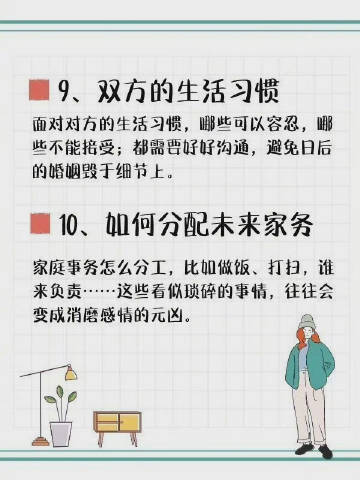 9、双方的生活习惯
面对对方的生活习惯，哪些可以容忍，哪
些不能接受；都需要好好沟通，避免日后
的婚姻毁于细节上。
10、如何分配未来家务
家庭事务怎么分工，比如做饭、打扫，谁
来负责……这些看似琐碎的事情，往往会
变成消磨感情的元凶。